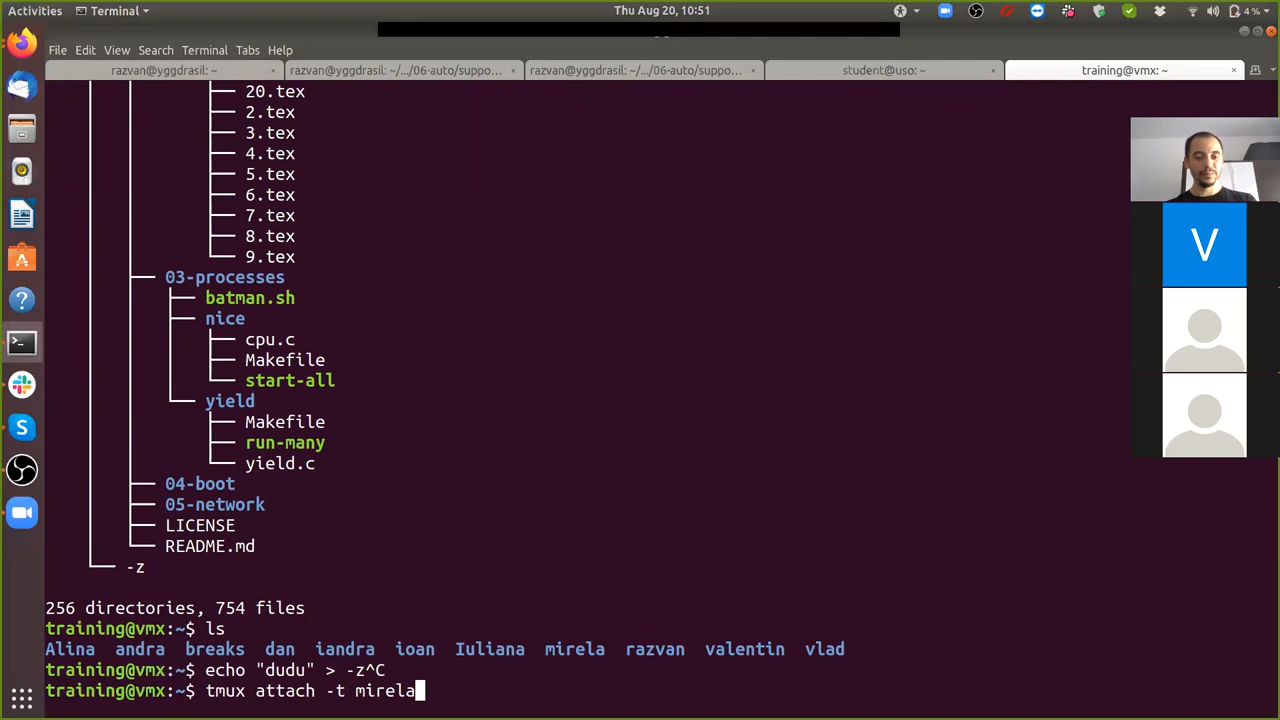 Activities Terminal Thu Aug 20, 10:51 4 %
File Edit View Search Terminal Tabs Help
razvan@yggdrasil: ~ × razvan@yggdrasil: ~/.../06-auto/suppo... × razvan@yggdrasil: ~/.../06-auto/suppo... × student@uso: ~ × training@vmx: ~ ×
├── 20.tex
├── 2.tex
├── 3.tex
├── 4.tex
├── 5.tex
├── 6.tex
├── 7.tex
├── 8.tex
└── 9.tex
├── 03-processes
├── batman.sh
├── nice
├── cpu.c
├── Makefile
└── start-all
└── yield
├── Makefile
├── run-many
└── yield.c
├── 04-boot
├── 05-network
├── LICENSE
└── README.md
└── -z
256 directories, 754 files
training@vmx:~$ ls
Alina andra breaks dan iandra ioan Iuliana mirela razvan valentin vlad
training@vmx:~$ echo "dudu" > -z^C
training@vmx:~$ tmux attach -t mirela
V